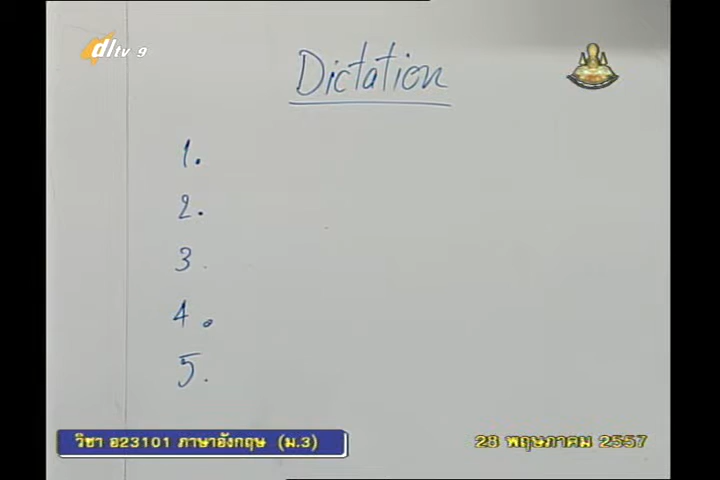 dltv 9
Dictation
1.
2.
3.
4.
5.
วิชา อ23101 ภาษาอังกฤษ (ม.3)
28 พฤษภาคม 2557